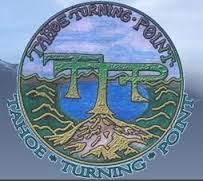 TAHOE · TURNING · POINT
TTP
TAHOE * TURNING * POINT